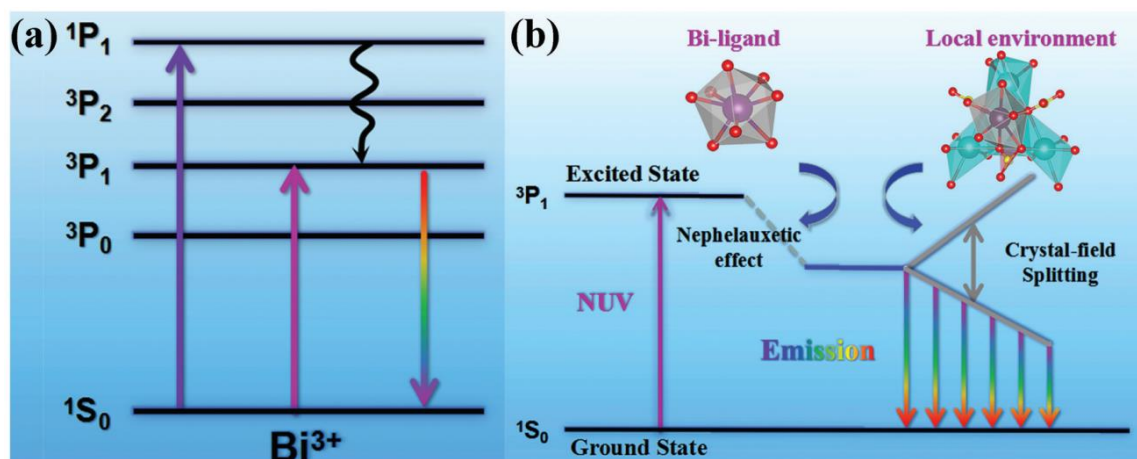 (a)
¹P₁
³P₂
³P₁
³P₀
¹S₀
Bi³⁺
(b)
Bi-ligand
Local environment
³P₁
Excited State
Nephelauxetic
effect
Crystal-field
Splitting
NUV
Emission
¹S₀
Ground State